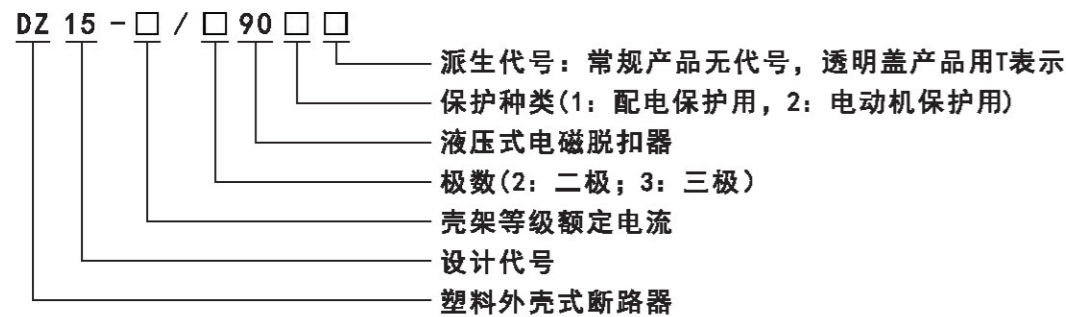 DZ 15-□/□90□□
派生代号：常规产品无代号，透明盖产品用T表示
保护种类(1：配电保护用，2：电动机保护用)
液压式电磁脱扣器
极数(2：二极；3：三极)
壳架等级额定电流
设计代号
塑料外壳式断路器